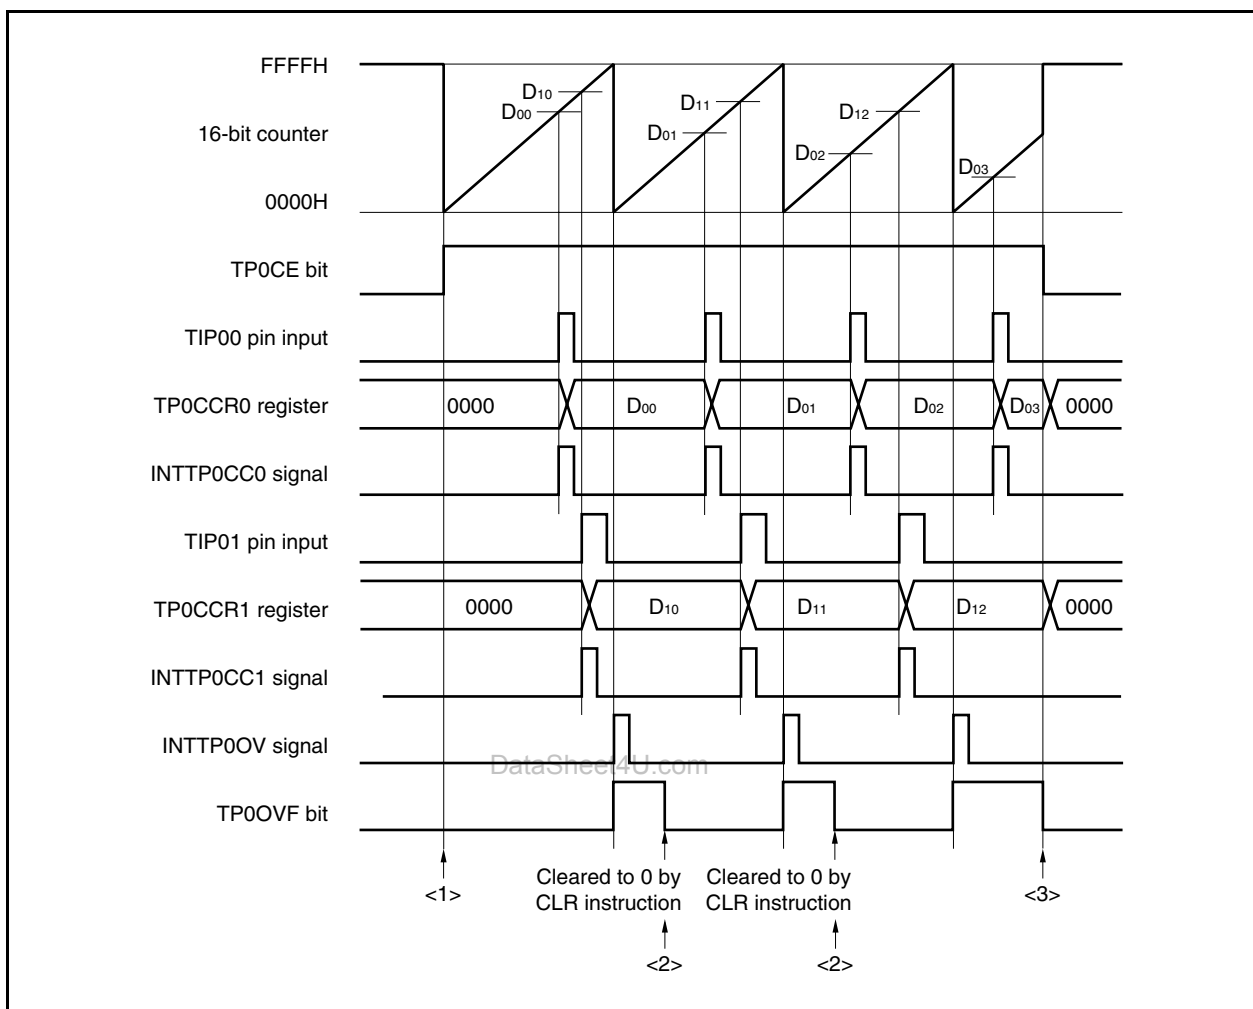 FFFFH
D10
D00
D11
D01
D12
D02
D03
16-bit counter
0000H
TP0CE bit
TIP00 pin input
TP0CCR0 register
0000
D00
D01
D02
D03
0000
INTTP0CC0 signal
TIP01 pin input
TP0CCR1 register
0000
D10
D11
D12
0000
INTTP0CC1 signal
INTTP0OV signal
DataSheet4U.com
TP0OVF bit
<1>
Cleared to 0 by
CLR instruction
<2>
Cleared to 0 by
CLR instruction
<2>
<3>